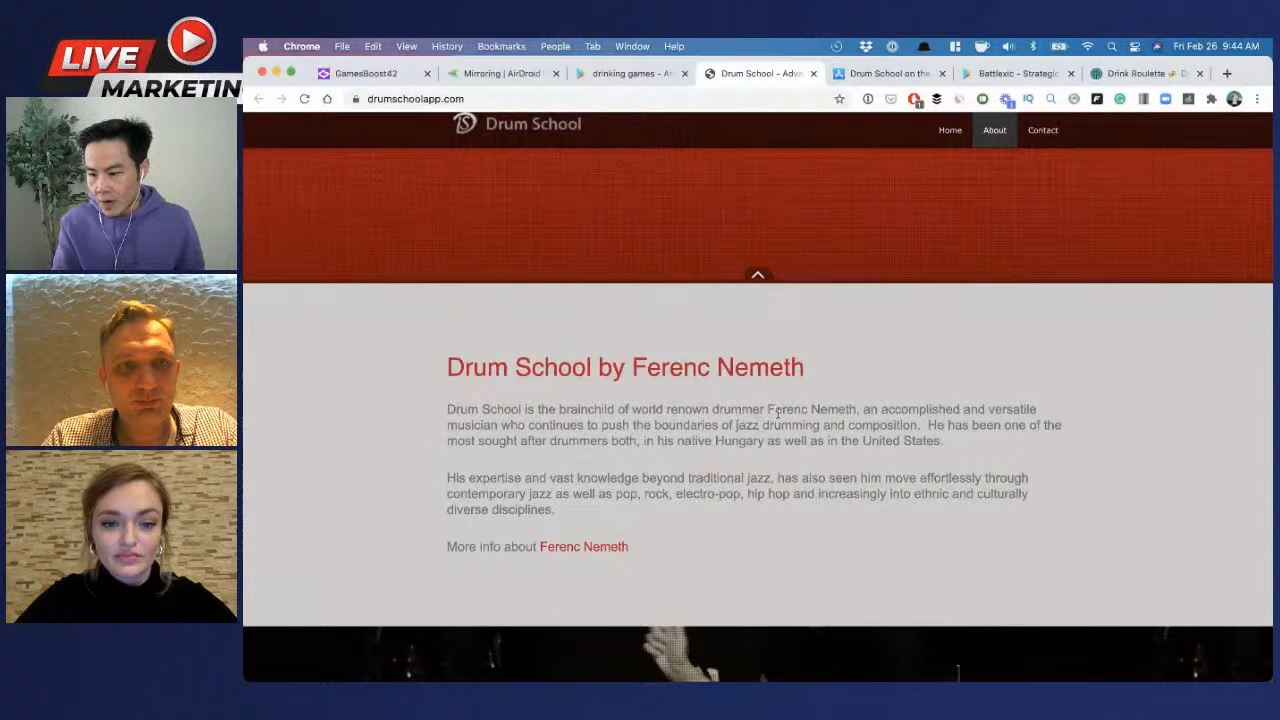 LIVE
MARKETIN
Chrome File Edit View History Bookmarks People Tab Window Help Fri Feb 26 9:44 AM
GamesBoost42 Mirroring | AirDroid drinking games - An Drum School - Adva Drum School on the Battlexic - Strategic Drink Roulette D
drumschoolapp.com
Drum School Home About Contact
Drum School by Ferenc Nemeth
Drum School is the brainchild of world renown drummer Ferenc Nemeth, an accomplished and versatile
musician who continues to push the boundaries of jazz drumming and composition. He has been one of the
most sought after drummers both, in his native Hungary as well as in the United States.
His expertise and vast knowledge beyond traditional jazz, has also seen him move effortlessly through
contemporary jazz as well as pop, rock, electro-pop, hip hop and increasingly into ethnic and culturally
diverse disciplines.
More info about Ferenc Nemeth